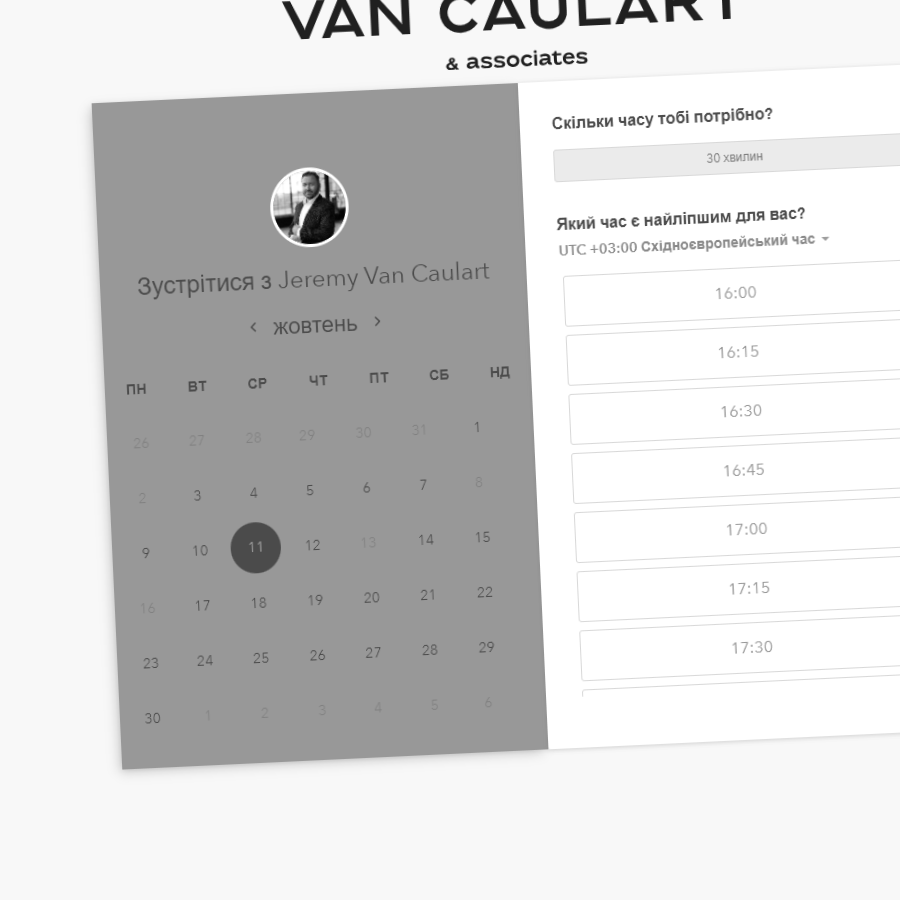 VAN CAULART
& associates
Зустрітися з Jeremy Van Caulart
‹ жовтень ›
ПН ВТ СР ЧТ ПТ СБ НД
26 27 28 29 30 31 1
2 3 4 5 6 7 8
9 10 11 12 13 14 15
16 17 18 19 20 21 22
23 24 25 26 27 28 29
30 1 2 3 4 5 6
Скільки часу тобі потрібно?
30 хвилин
Який час є найліпшим для вас?
UTC +03:00 Східноєвропейський час
16:00
16:15
16:30
16:45
17:00
17:15
17:30